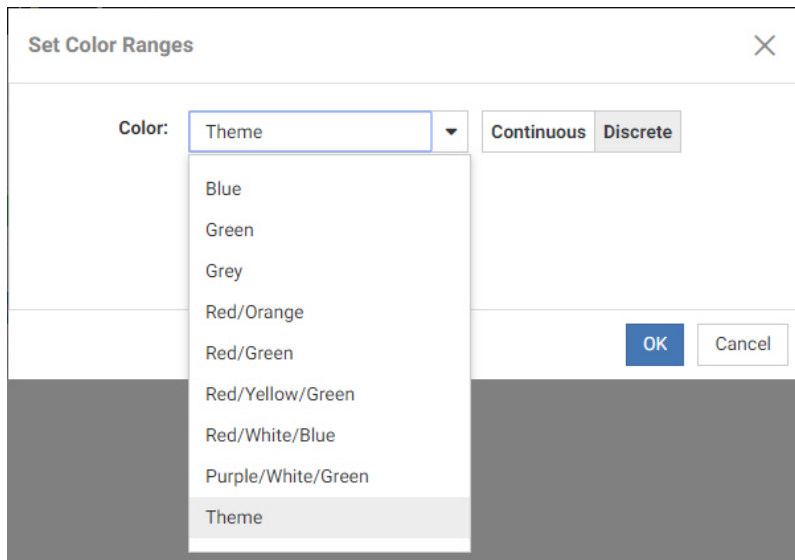 Set Color Ranges
Color: Theme Continuous Discrete
Blue
Green
Grey
Red/Orange
Red/Green
Red/Yellow/Green
OK Cancel
Red/White/Blue
Purple/White/Green
Theme